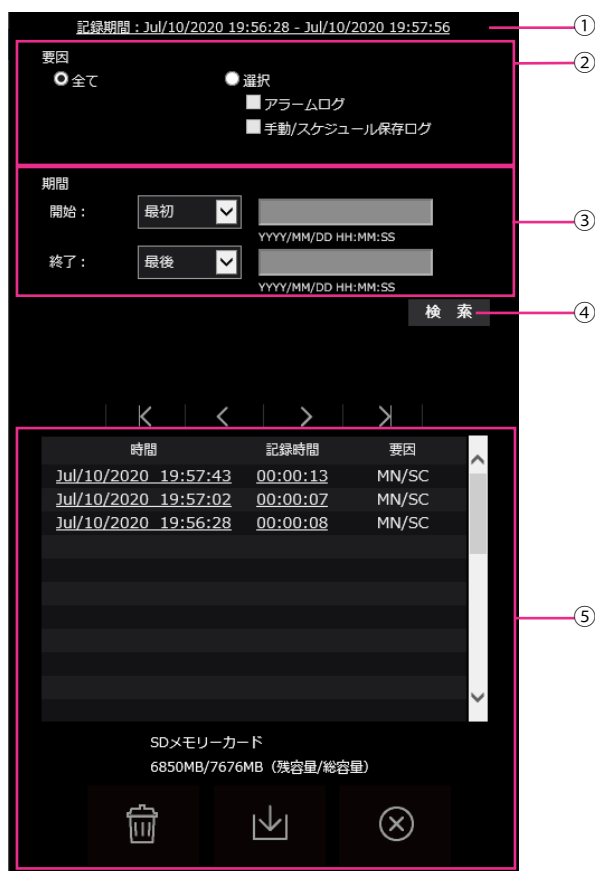 記録期間 : Jul/10/2020 19:56:28 - Jul/10/2020 19:57:56 ①
要因 ②
全て 選択
アラームログ
手動/スケジュール保存ログ
期間
開始 : 最初 ③
YYYY/MM/DD HH:MM:SS
終了 : 最後
YYYY/MM/DD HH:MM:SS
検 索 ④
時間 記録時間 要因
Jul/10/2020 19:57:43 00:00:13 MN/SC
Jul/10/2020 19:57:02 00:00:07 MN/SC
Jul/10/2020 19:56:28 00:00:08 MN/SC
⑤
SDメモリーカード
6850MB/7676MB（残容量/総容量）